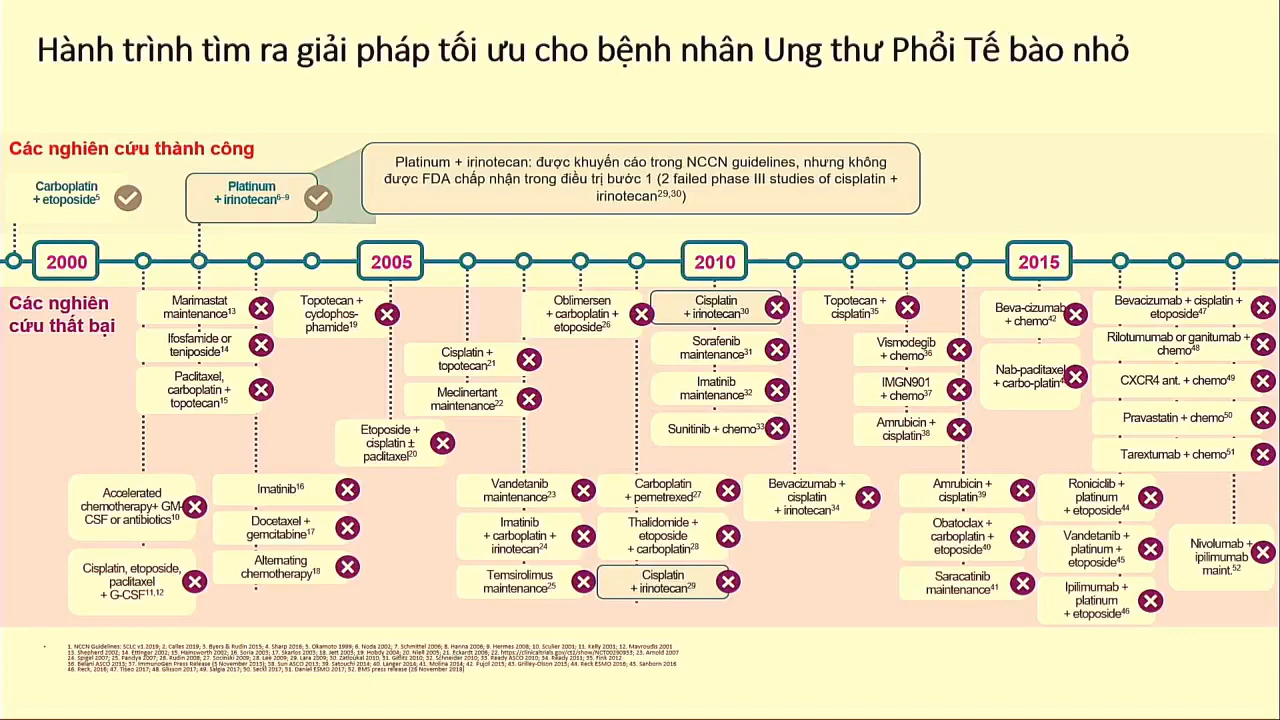 Hành trình tìm ra giải pháp tối ưu cho bệnh nhân Ung thư Phổi Tế bào nhỏ
Các nghiên cứu thành công
Carboplatin
+ etoposide5
Platinum
+ irinotecan6–9
Platinum + irinotecan: được khuyến cáo trong NCCN guidelines, nhưng không
được FDA chấp nhận trong điều trị bước 1 (2 failed phase III studies of cisplatin +
irinotecan29,30)
2000
2005
2010
2015
Các nghiên
cứu thất bại
Marimastat
maintenance13
Ifosfamide or
teniposide14
Paclitaxel,
carboplatin +
topotecan15
Topotecan +
cyclophos-
phamide19
Etoposide +
cisplatin ±
paclitaxel20
Cisplatin +
topotecan21
Meclinertant
maintenance22
Oblimersen
+ carboplatin +
etoposide26
Cisplatin
+ irinotecan30
Sorafenib
maintenance31
Imatinib
maintenance32
Sunitinib + chemo33
Topotecan +
cisplatin35
Vismodegib
+ chemo36
IMGN901
+ chemo37
Amrubicin +
cisplatin38
Beva-cizumab
+ chemo42
Nab-paclitaxel
+ carbo-platin
Bevacizumab + cisplatin +
etoposide47
Rilotumumab or ganitumab +
chemo48
CXCR4 ant. + chemo49
Pravastatin + chemo50
Tarextumab + chemo51
Accelerated
chemotherapy+ GM-
CSF or antibiotics10
Cisplatin, etoposide,
paclitaxel
+ G-CSF11,12
Imatinib16
Docetaxel +
gemcitabine17
Alternating
chemotherapy18
Vandetanib
maintenance23
Imatinib
+ carboplatin +
irinotecan24
Temsirolimus
maintenance25
Carboplatin
+ pemetrexed27
Thalidomide +
etoposide
+ carboplatin28
Cisplatin
+ irinotecan29
Bevacizumab +
cisplatin
+ irinotecan34
Amrubicin +
cisplatin39
Obatoclax +
carboplatin +
etoposide40
Saracatinib
maintenance41
Roniciclib +
platinum
+ etoposide44
Vandetanib +
platinum +
etoposide45
Ipilimumab +
platinum
+ etoposide46
Nivolumab +
ipilimumab
maint.52